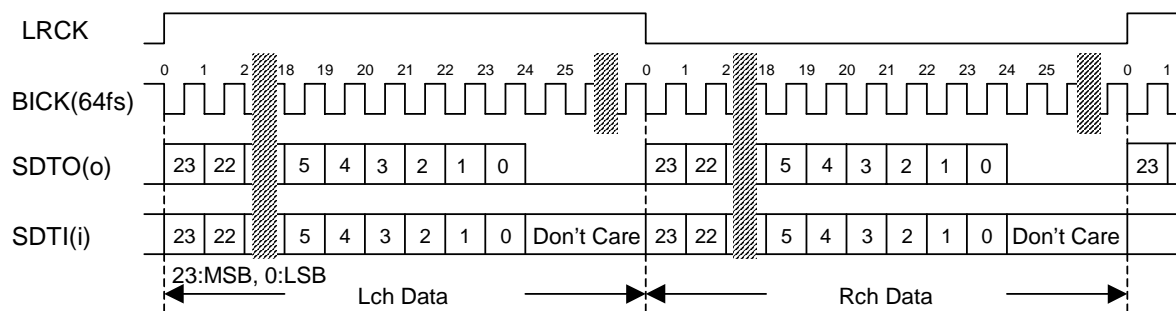 LRCK
0 1 2 18 19 20 21 22 23 24 25 0 1 2 18 19 20 21 22 23 24 25 0 1
BICK(64fs)
SDTO(o) 23 22 5 4 3 2 1 0 23 22 5 4 3 2 1 0 23
SDTI(i) 23 22 5 4 3 2 1 0 Don't Care 23 22 5 4 3 2 1 0 Don't Care
23:MSB, 0:LSB
Lch Data Rch Data